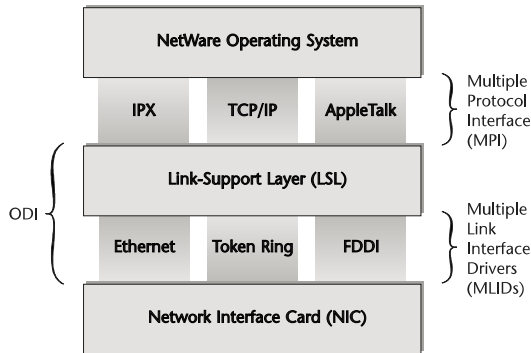 NetWare Operating System
IPX
TCP/IP
AppleTalk
Multiple
Protocol
Interface
(MPI)
ODI
Link-Support Layer (LSL)
Ethernet
Token Ring
FDDI
Multiple
Link
Interface
Drivers
(MLIDs)
Network Interface Card (NIC)